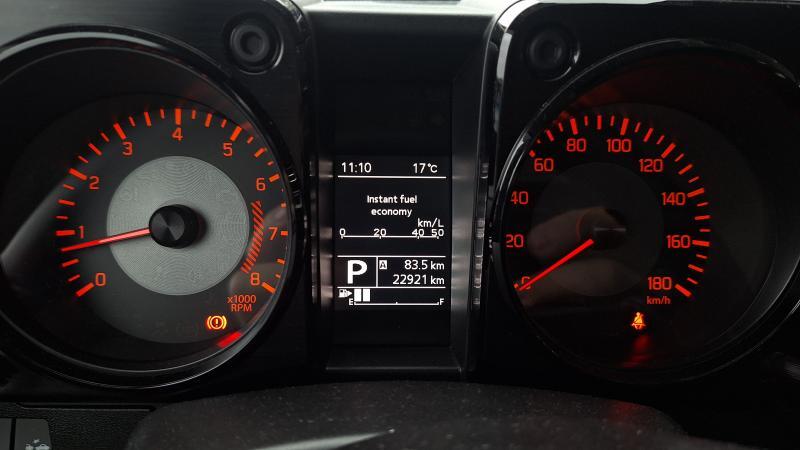 0
1
2
3
4
5
6
7
8
x1000
RPM
11:10 17°C
Instant fuel
economy
km/L
0 20 40 50
P A 83.5 km
22921 km
E F
0
20
40
60
80
100
120
140
160
180
km/h